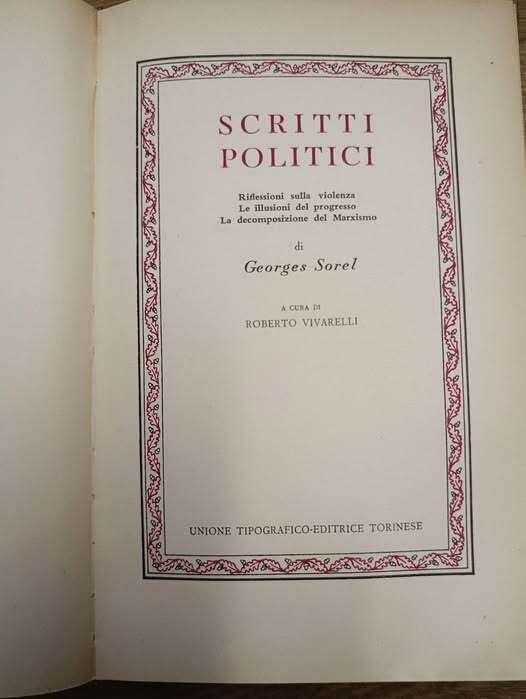 SCRITTI
POLITICI
Riflessioni sulla violenza
Le illusioni del progresso
La decomposizione del Marxismo
di
Georges Sorel
A CURA DI
ROBERTO VIVARELLI
UNIONE TIPOGRAFICO-EDITRICE TORINESE